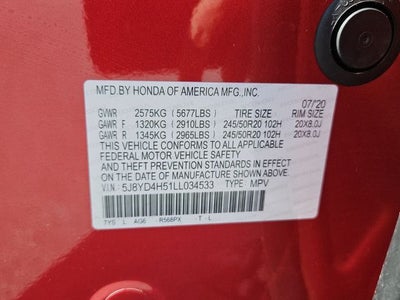 MFD.BY HONDA OF AMERICA MFG.,INC.
07/20
GVWR 2575KG (5677LBS) TIRE SIZE RIM SIZE
GAWR F 1320KG (2910LBS) 245/50R20 102H 20X8.0J
GAWR R 1345KG (2965LBS) 245/50R20 102H 20X8.0J
THIS VEHICLE CONFORMS TO ALL APPLICABLE
FEDERAL MOTOR VEHICLE SAFETY
AND THEFT PREVENTION STANDARDS IN EFFECT ON THE
DATE OF MANUFACTURE SHOWN ABOVE.
V.I.N. 5J8YD4H51LL034533 TYPE MPV
TYS L AIG6 R568PX T - L